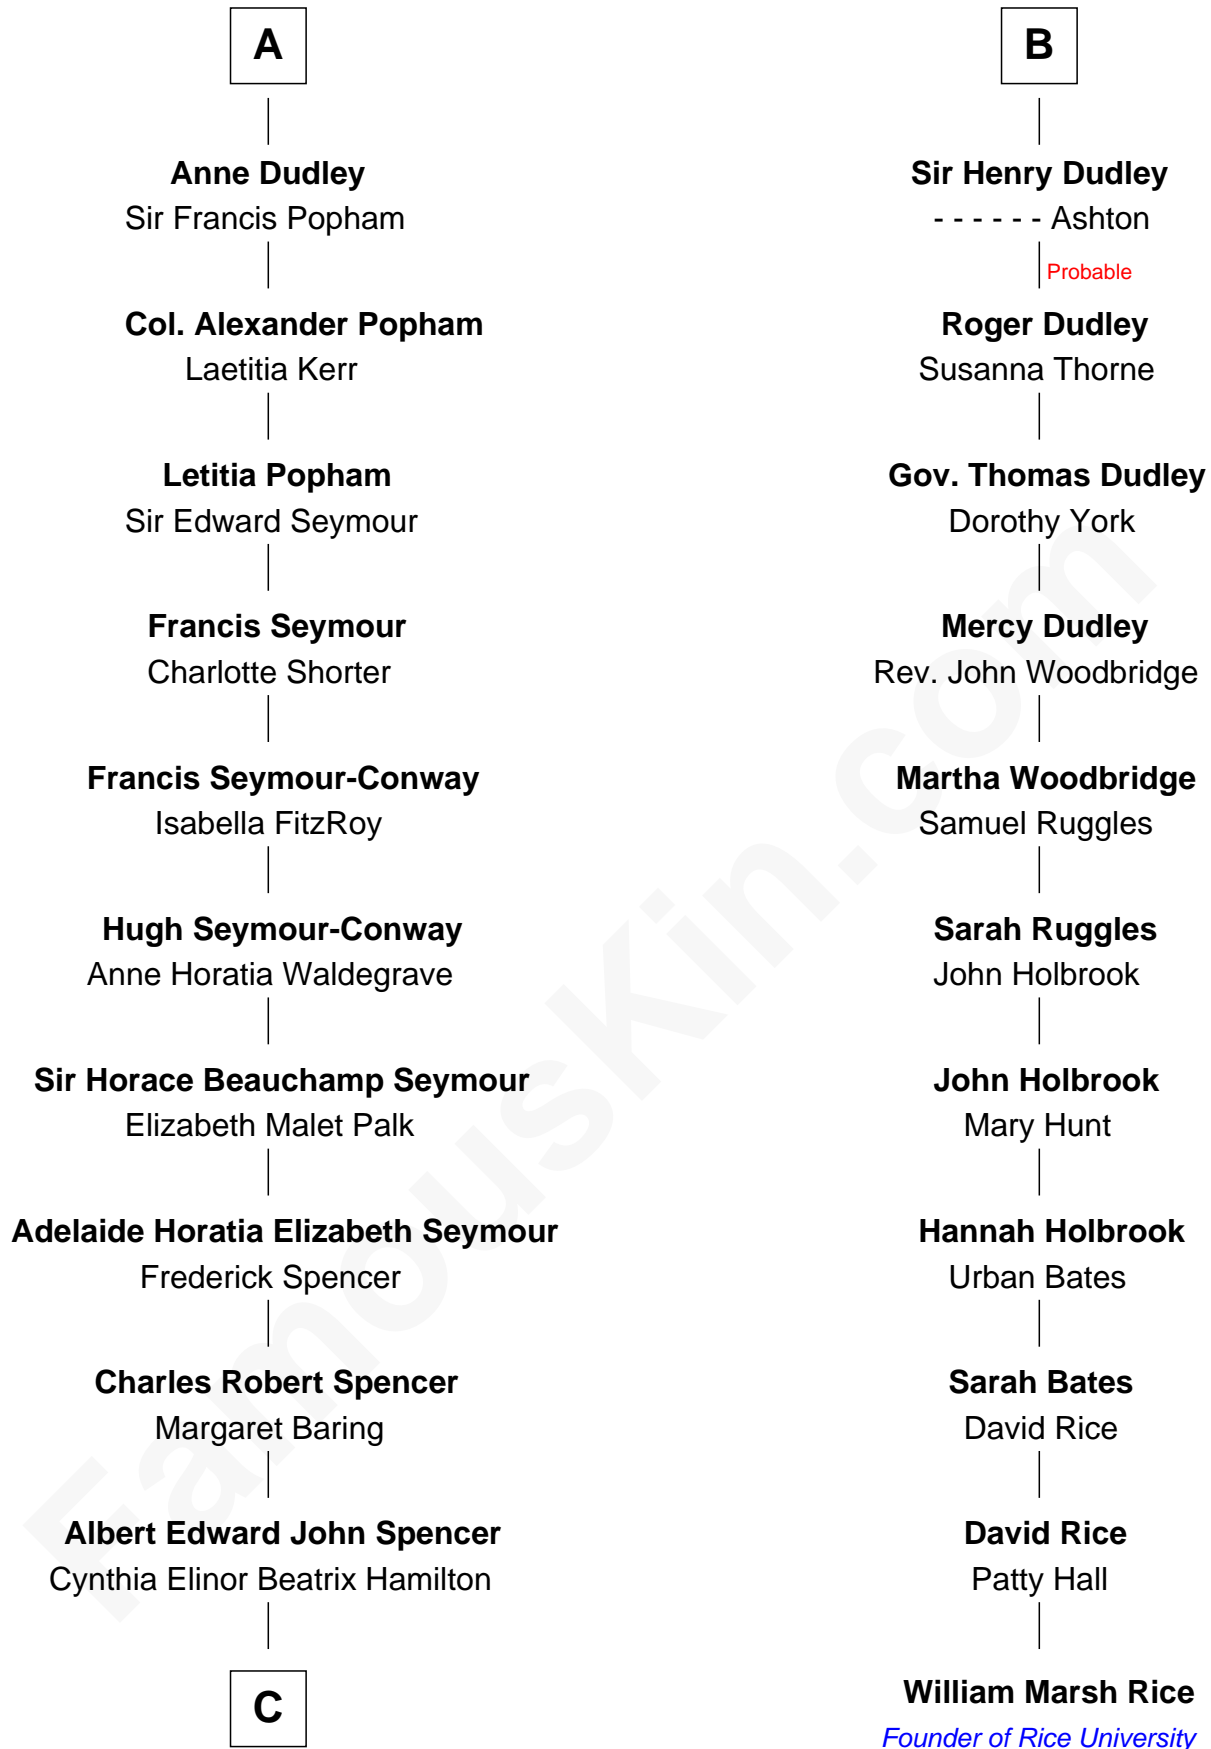 A
Anne Dudley
Sir Francis Popham
Col. Alexander Popham
Laetitia Kerr
Letitia Popham
Sir Edward Seymour
Francis Seymour
Charlotte Shorter
Francis Seymour-Conway
Isabella FitzRoy
Hugh Seymour-Conway
Anne Horatia Waldegrave
Sir Horace Beauchamp Seymour
Elizabeth Malet Palk
Adelaide Horatia Elizabeth Seymour
Frederick Spencer
Charles Robert Spencer
Margaret Baring
Albert Edward John Spencer
Cynthia Elinor Beatrix Hamilton
C
B
Sir Henry Dudley
- - - - - - Ashton
Probable
Roger Dudley
Susanna Thorne
Gov. Thomas Dudley
Dorothy York
Mercy Dudley
Rev. John Woodbridge
Martha Woodbridge
Samuel Ruggles
Sarah Ruggles
John Holbrook
John Holbrook
Mary Hunt
Hannah Holbrook
Urban Bates
Sarah Bates
David Rice
David Rice
Patty Hall
William Marsh Rice
Founder of Rice University
FamousKin.com